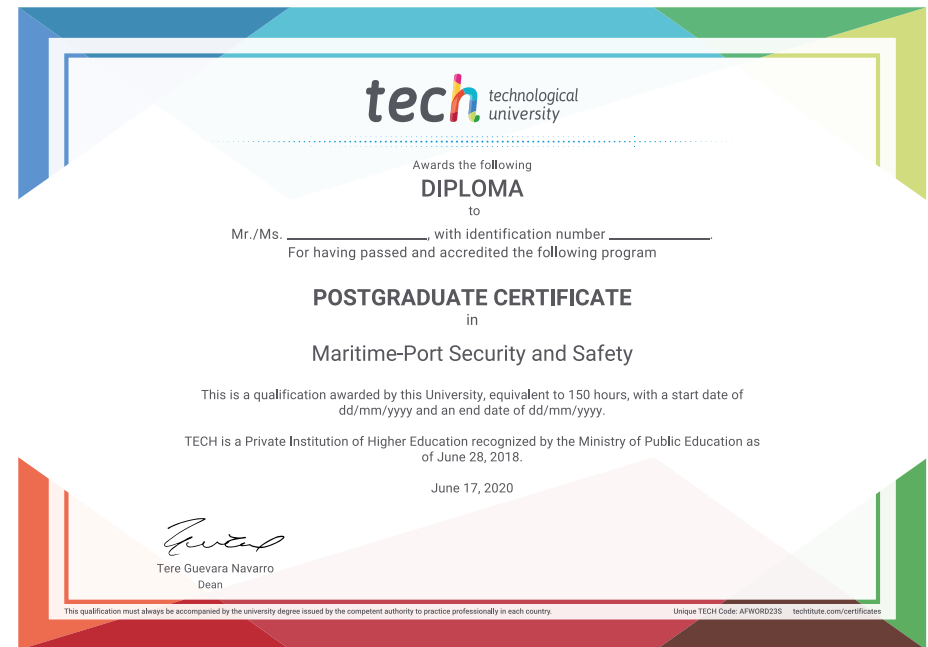 tech technological
university
Awards the following
DIPLOMA
to
Mr./Ms. ____________________, with identification number ______________.
For having passed and accredited the following program
POSTGRADUATE CERTIFICATE
in
Maritime-Port Security and Safety
This is a qualification awarded by this University, equivalent to 150 hours, with a start date of
dd/mm/yyyy and an end date of dd/mm/yyyy.
TECH is a Private Institution of Higher Education recognized by the Ministry of Public Education as
of June 28, 2018.
June 17, 2020
Tere Guevara Navarro
Dean
This qualification must always be accompanied by the university degree issued by the competent authority to practice professionally in each country. Unique TECH Code: AFWORD23S techtitute.com/certificates